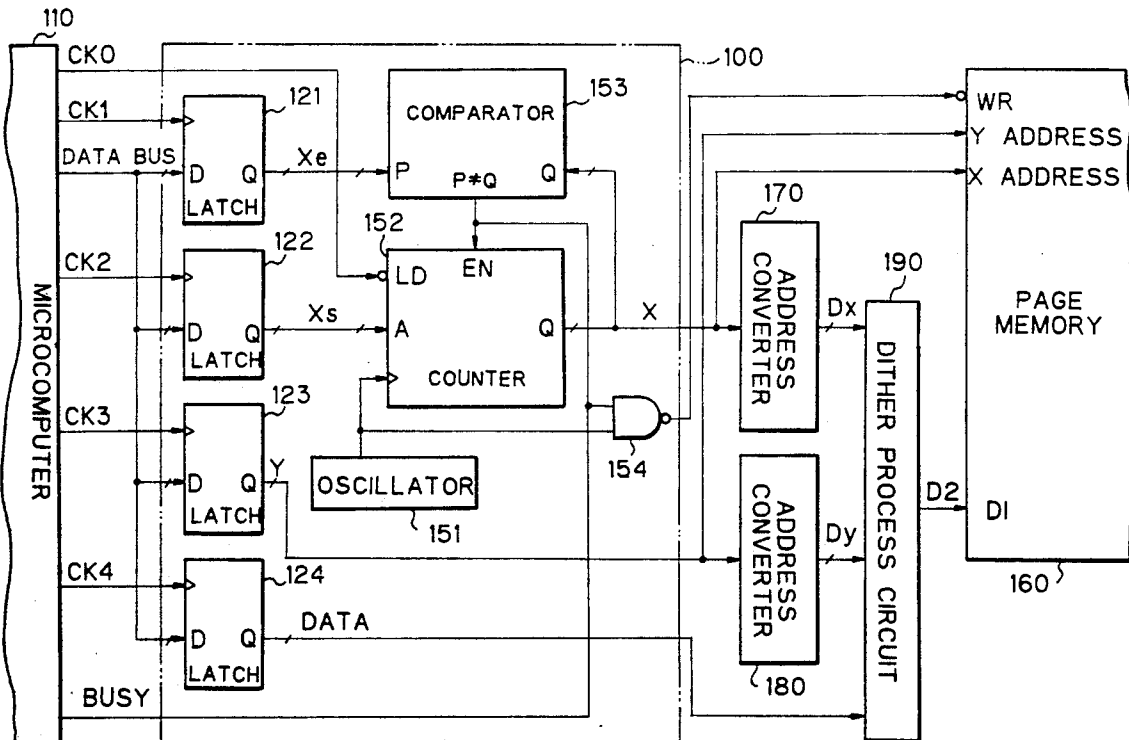 110
CK0
CK1
DATA BUS
CK2
CK3
CK4
BUSY
MICROCOMPUTER
121
D Q
LATCH
122
D Q
LATCH
123
D Q
LATCH
124
D Q
LATCH
Xe
Xs
Y
DATA
COMPARATOR
153
P
P*Q
Q
152
EN
LD
A
Q
COUNTER
OSCILLATOR
151
154
100
X
170
ADDRESS
CONVERTER
Dx
ADDRESS
CONVERTER
180
Dy
190
DITHER PROCESS CIRCUIT
D2
WR
Y ADDRESS
X ADDRESS
PAGE
MEMORY
DI
160